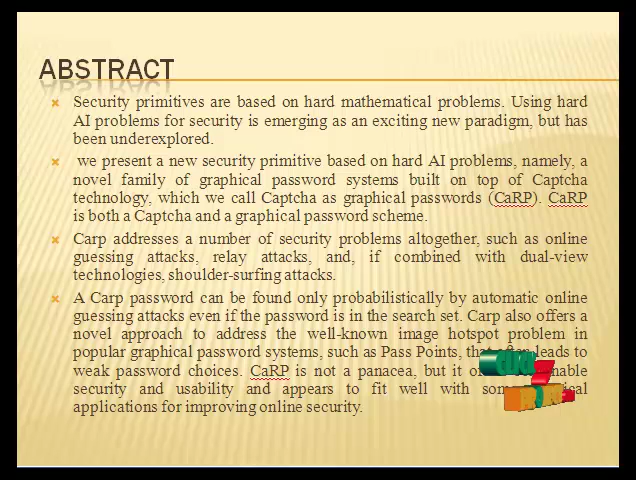 ABSTRACT
Security primitives are based on hard mathematical problems. Using hard
AI problems for security is emerging as an exciting new paradigm, but has
been underexplored.
we present a new security primitive based on hard AI problems, namely, a
novel family of graphical password systems built on top of Captcha
technology, which we call Captcha as graphical passwords (CaRP). CaRP
is both a Captcha and a graphical password scheme.
Carp addresses a number of security problems altogether, such as online
guessing attacks, relay attacks, and, if combined with dual-view
technologies, shoulder-surfing attacks.
A Carp password can be found only probabilistically by automatic online
guessing attacks even if the password is in the search set. Carp also offers a
novel approach to address the well-known image hotspot problem in
popular graphical password systems, such as Pass Points, that often leads to
weak password choices. CaRP is not a panacea, but it
security and usability and appears to fit well with
applications for improving online security.